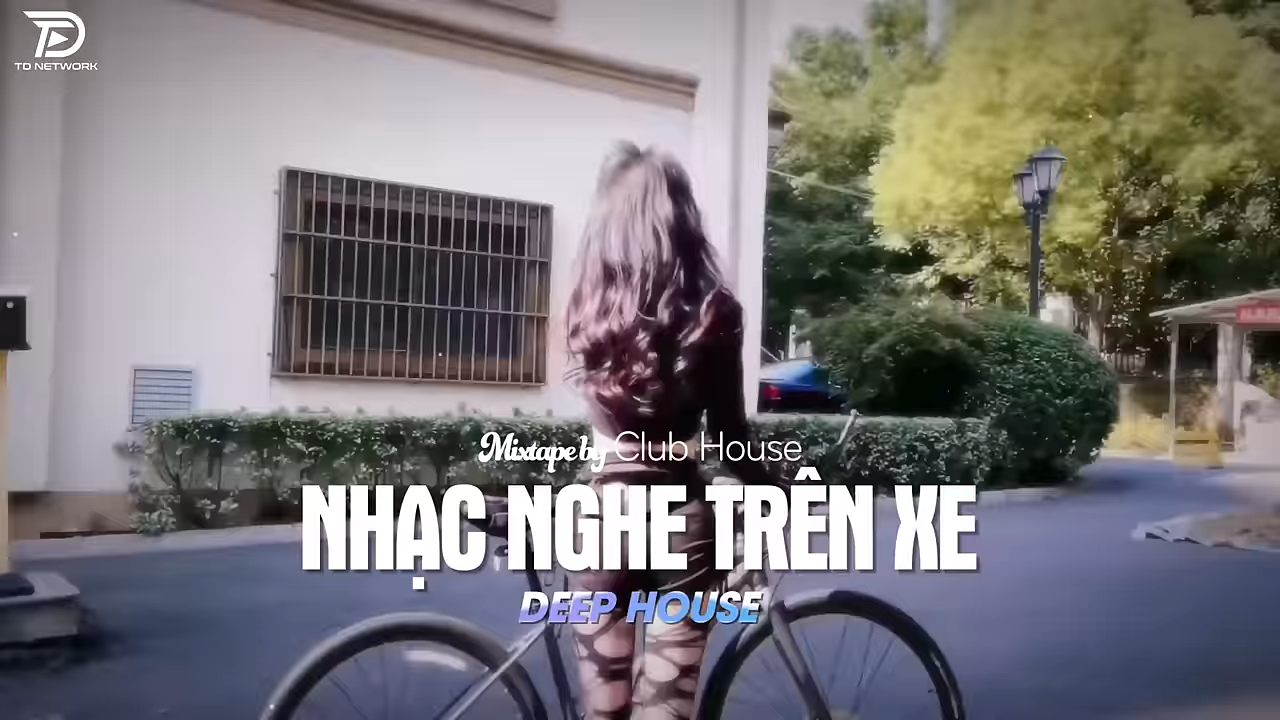 TD NETWORK
Mixtape by Club House
NHẠC NGHE TRÊN XE
DEEP HOUSE